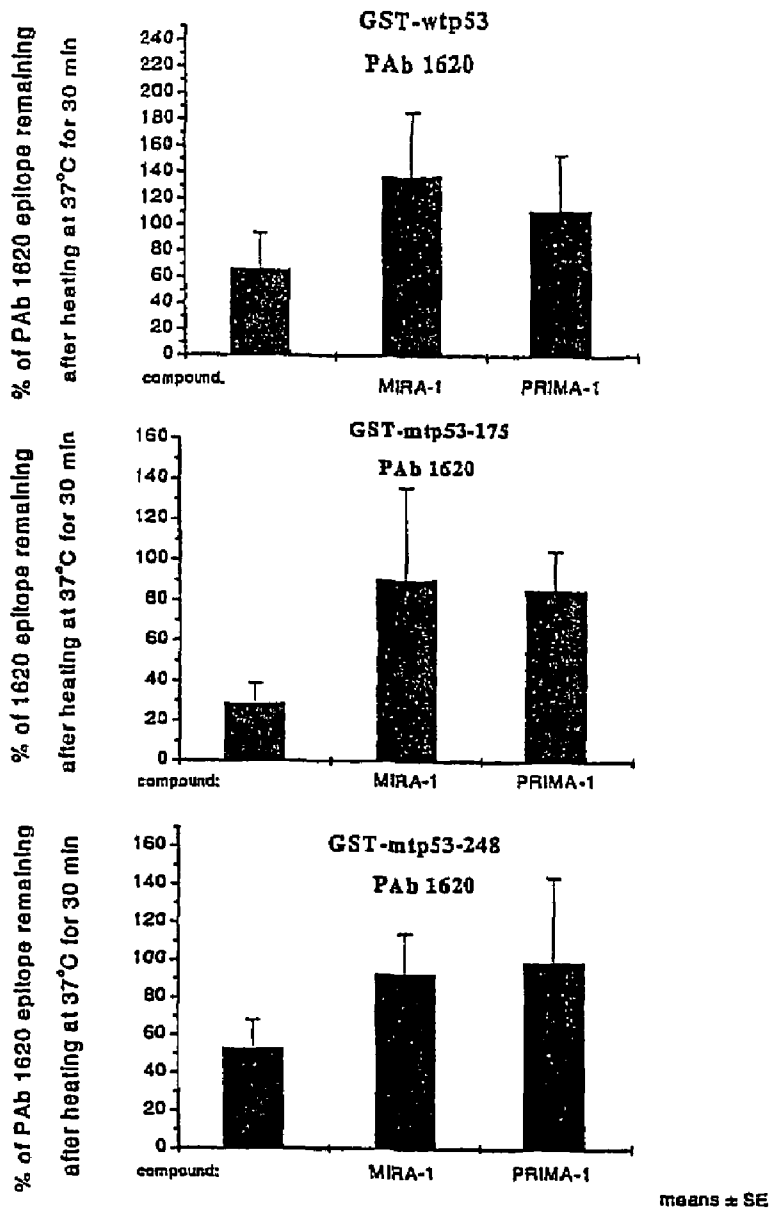 GST-wtp53
PAb 1620
% of PAb 1620 epitope remaining
after heating at 37°C for 30 min
240
220
200
180
160
140
120
100
80
60
40
20
0
compound:
MIRA-1
PRIMA-1
GST-mtp53-175
PAb 1620
% of 1620 epitope remaining
after heating at 37°C for 30 min
160
140
120
100
80
60
40
20
0
compound:
MIRA-1
PRIMA-1
GST-mtp53-248
PAb 1620
% of PAb 1620 epitope remaining
after heating at 37°C for 30 min
160
140
120
100
80
60
40
20
0
compound:
MIRA-1
PRIMA-1
means ± SE